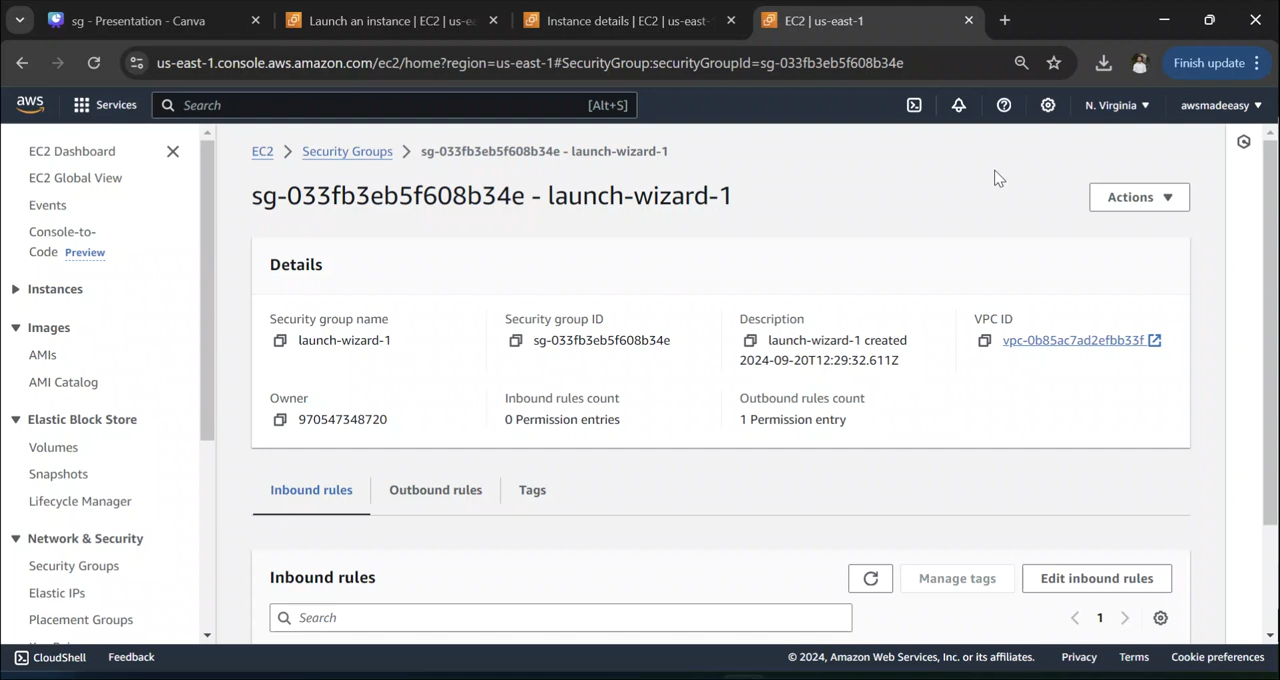 sg - Presentation - Canva
Launch an instance | EC2 | us-ea
Instance details | EC2 | us-east-
EC2 | us-east-1
us-east-1.console.aws.amazon.com/ec2/home?region=us-east-1#SecurityGroup:securityGroupId=sg-033fb3eb5f608b34e
Finish update
aws
Services
Search
[Alt+S]
N. Virginia
awsmadeeasy
EC2 Dashboard
EC2 Global View
Events
Console-to-
Code Preview
Instances
Images
AMIs
AMI Catalog
Elastic Block Store
Volumes
Snapshots
Lifecycle Manager
Network & Security
Security Groups
Elastic IPs
Placement Groups
EC2 > Security Groups > sg-033fb3eb5f608b34e - launch-wizard-1
sg-033fb3eb5f608b34e - launch-wizard-1
Actions
Details
Security group name
launch-wizard-1
Security group ID
sg-033fb3eb5f608b34e
Description
launch-wizard-1 created
2024-09-20T12:29:32.611Z
VPC ID
vpc-0b85ac7ad2efbb33f
Owner
970547348720
Inbound rules count
0 Permission entries
Outbound rules count
1 Permission entry
Inbound rules
Outbound rules
Tags
Inbound rules
Manage tags
Edit inbound rules
Search
1
CloudShell
Feedback
© 2024, Amazon Web Services, Inc. or its affiliates.
Privacy
Terms
Cookie preferences